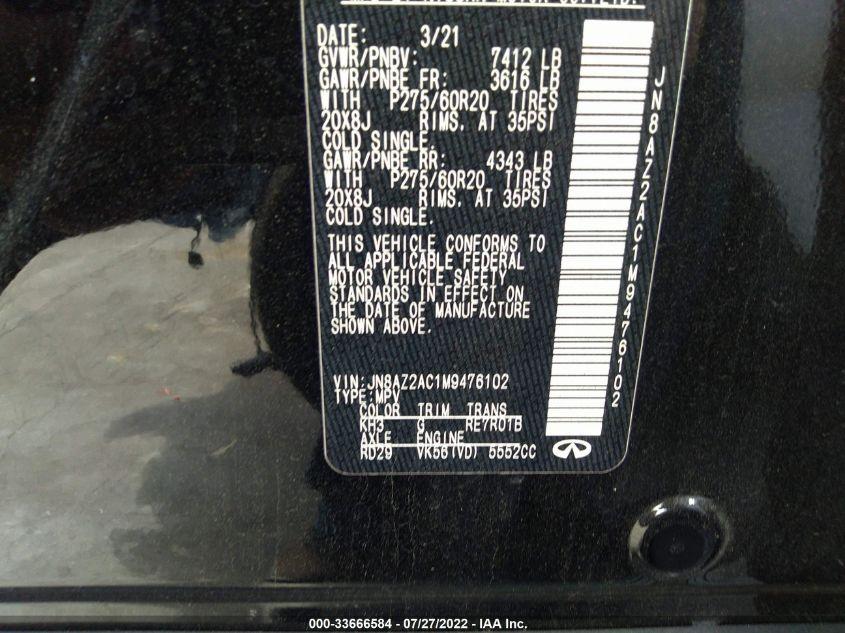 DATE: 3/21
GVWR/PNBV: 7412 LB
GAWR/PNBE FR: 3616 LB
WITH P275/60R20 TIRES
20X8J RIMS. AT 35PSI
COLD SINGLE.
GAWR/PNBE RR: 4343 LB
WITH P275/60R20 TIRES
20X8J RIMS. AT 35PSI
COLD SINGLE.
THIS VEHICLE CONFORMS TO
ALL APPLICABLE FEDERAL
MOTOR VEHICLE SAFETY
STANDARDS IN EFFECT ON
THE DATE OF MANUFACTURE
SHOWN ABOVE.
VIN:JN8AZ2AC1M9476102
TYPE:MPV
COLOR TRIM TRANS
KH3 G RE7R01B
AXLE ENGINE
RD29 VK56(VD) 5552CC
JN8AZ2AC1M9476102
000-33666584 / 07/27/2022 - IAA Inc.